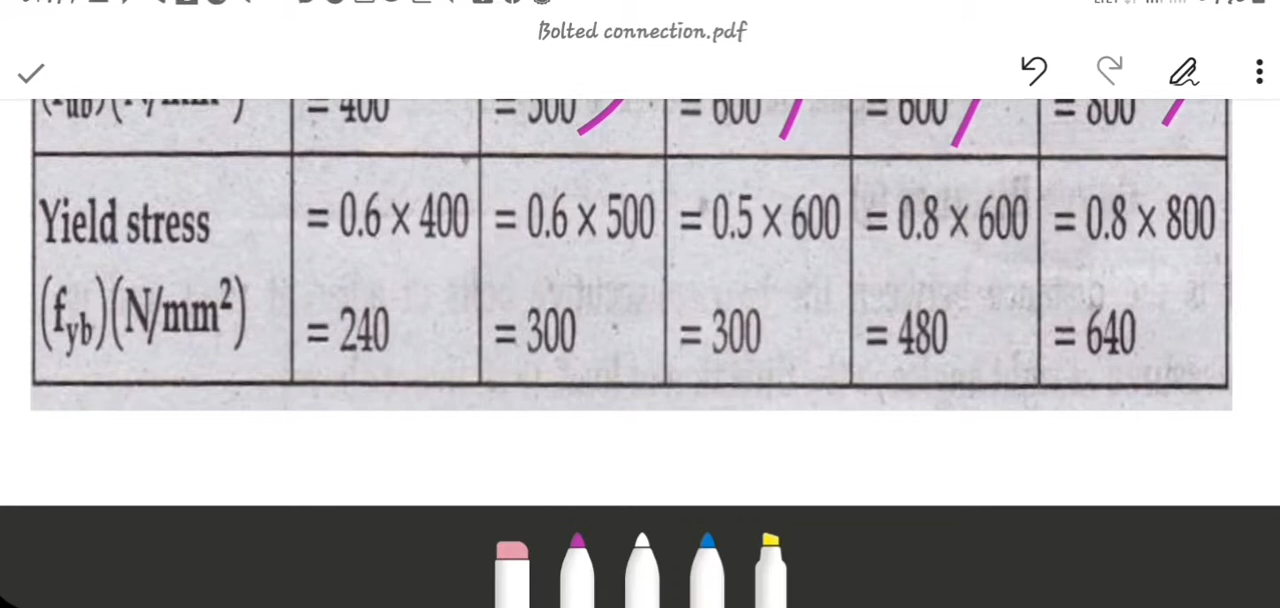 Bolted connection.pdf
= 400 = 500 = 600 = 600 = 800
Yield stress = 0.6 × 400 = 0.6 × 500 = 0.5 × 600 = 0.8 × 600 = 0.8 × 800
(fyb)(N/mm²) = 240 = 300 = 300 = 480 = 640